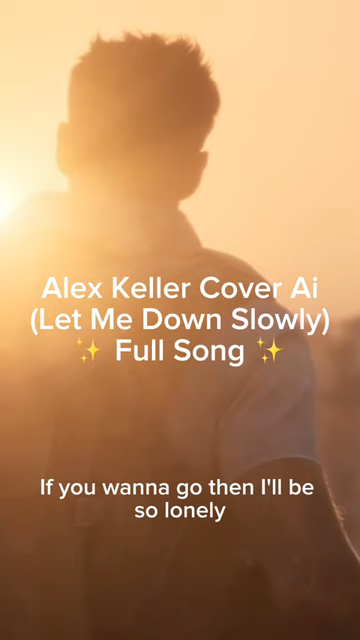 Alex Keller Cover Ai
(Let Me Down Slowly)
✨ Full Song ✨
If you wanna go then I'll be
so lonely